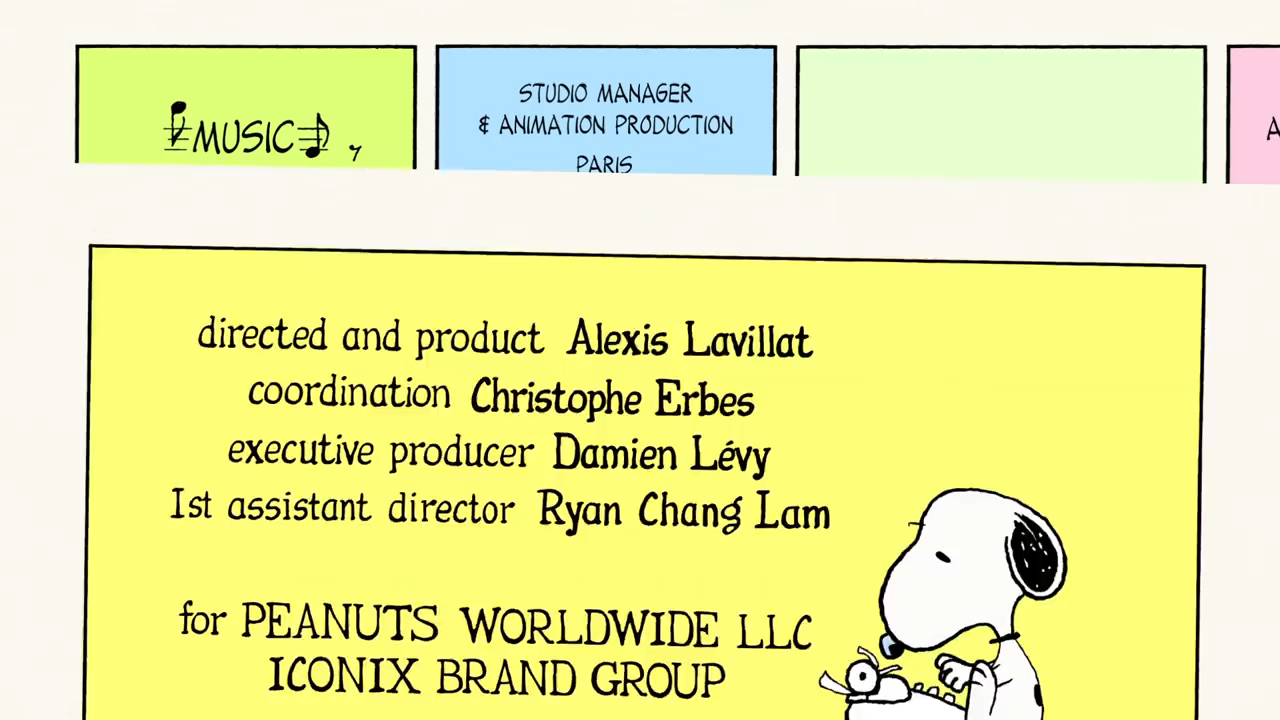 MUSIC
STUDIO MANAGER
& ANIMATION PRODUCTION
PARIS
A
directed and product Alexis Lavillat
coordination Christophe Erbes
executive producer Damien Lévy
1st assistant director Ryan Chang Lam
for PEANUTS WORLDWIDE LLC
ICONIX BRAND GROUP